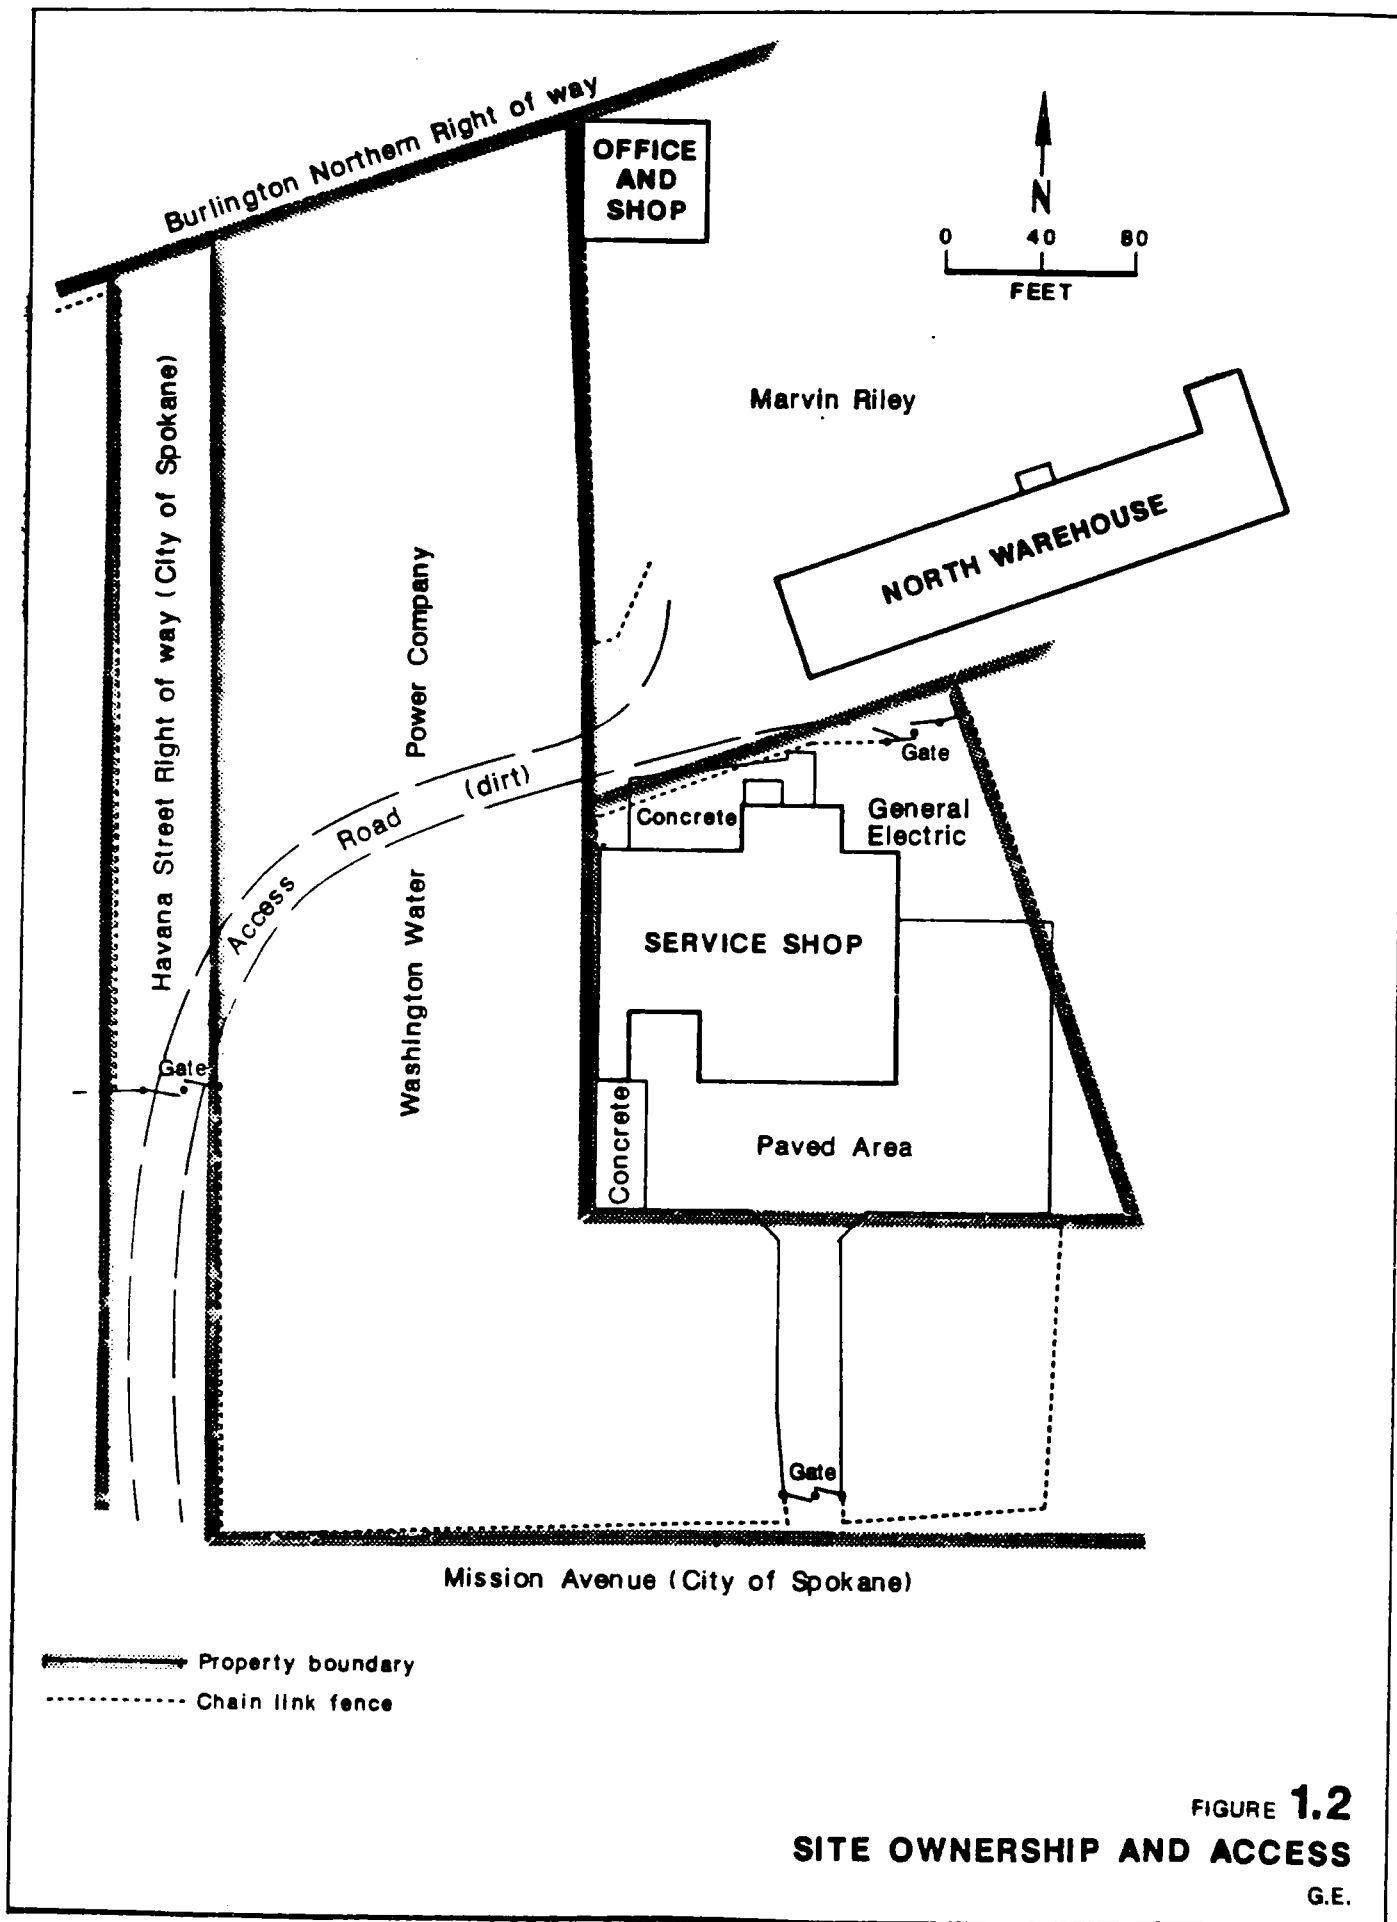 Burlington Northern Right of way
OFFICE
AND
SHOP
N
0 40 80
FEET
Marvin Riley
NORTH WAREHOUSE
Havana Street Right of way (City of Spokane)
Washington Water Power Company
Access Road (dirt)
Gate
Concrete
General
Electric
SERVICE SHOP
Gate
Concrete
Paved Area
Gate
Mission Avenue (City of Spokane)
Property boundary
Chain link fence
FIGURE 1.2
SITE OWNERSHIP AND ACCESS
G.E.